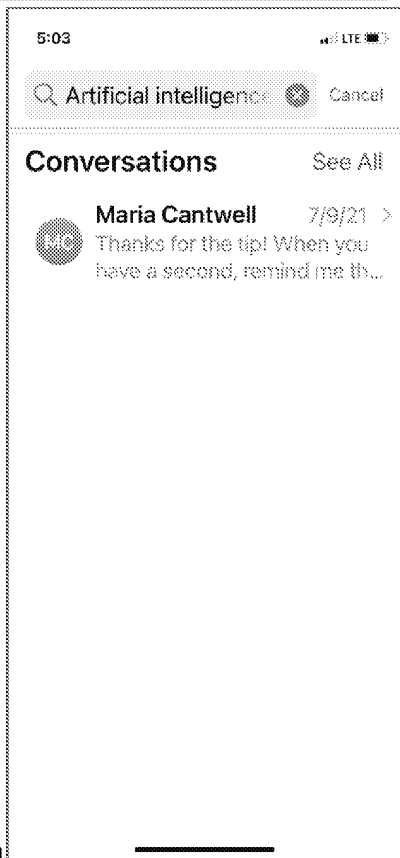 5:03
LTE
Artificial intelligence
Cancel
Conversations
See All
Maria Cantwell
7/9/21
MC
Thanks for the tip! When you
have a second, remind me th...